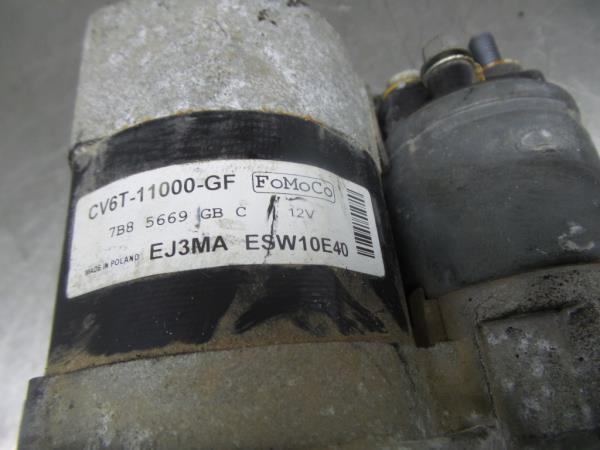 CV6T-11000-GF FoMoCo
7B8 5669 GB C 12V
MADE IN POLAND EJ3MA ESW10E40